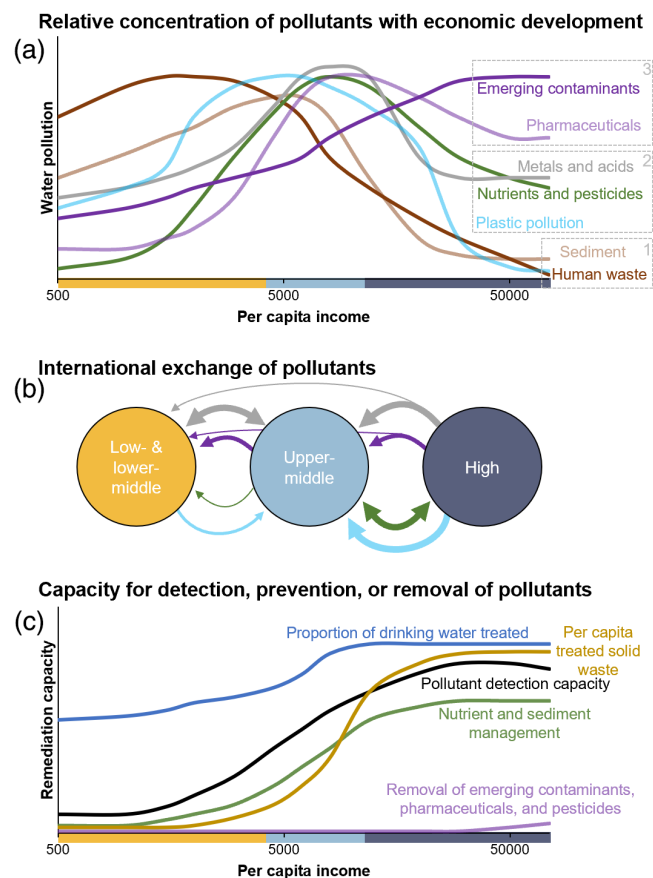 Relative concentration of pollutants with economic development
(a)
Water pollution
3
Emerging contaminants
Pharmaceuticals
2
Metals and acids
Nutrients and pesticides
Plastic pollution
1
Sediment
Human waste
500
5000
50000
Per capita income
International exchange of pollutants
(b)
Low- &
lower-
middle
Upper-
middle
High
Capacity for detection, prevention, or removal of pollutants
(c)
Remediation capacity
Proportion of drinking water treated
Per capita
treated solid
waste
Pollutant detection capacity
Nutrient and sediment
management
Removal of emerging contaminants,
pharmaceuticals, and pesticides
500
5000
50000
Per capita income